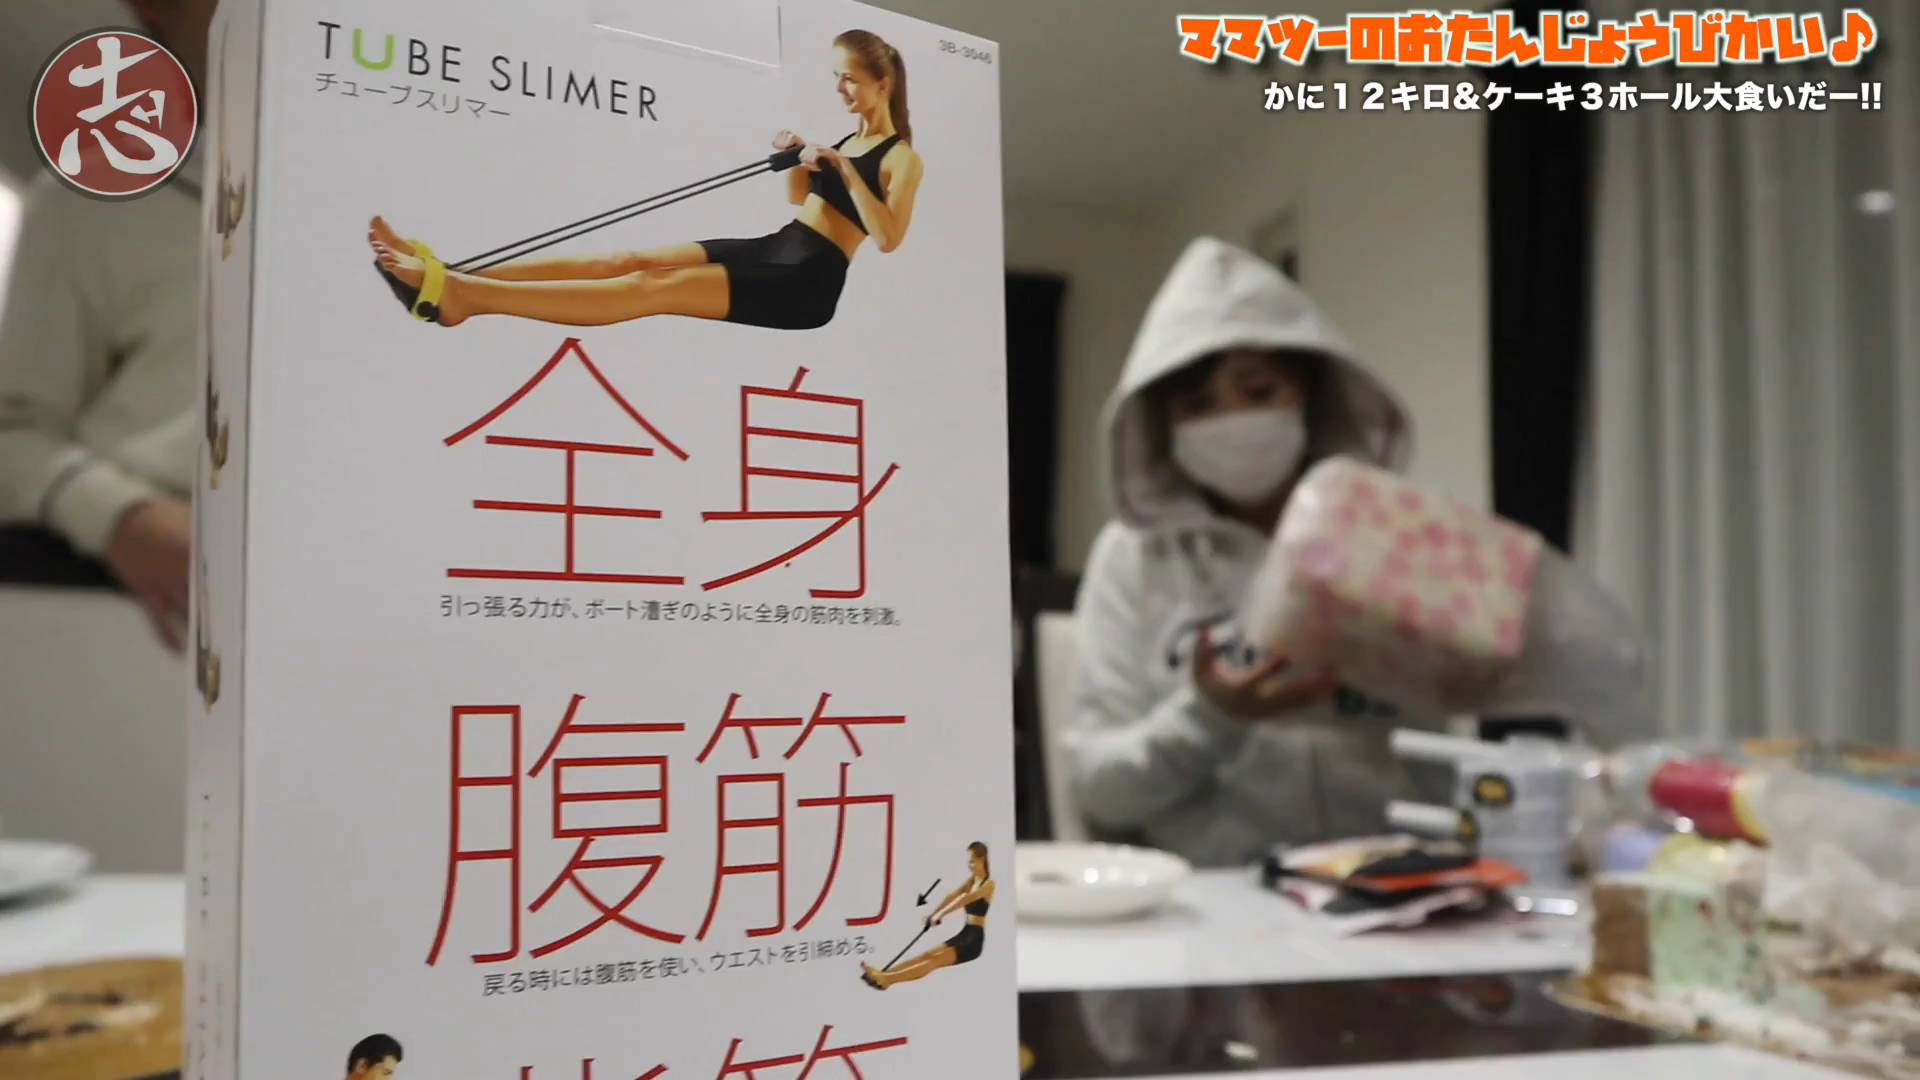 志
ママツーのおたんじょうびかい♪
かに１２キロ&ケーキ３ホール大食いだー!!
TUBE SLIMER
チューブスリマー
3B-3046
全身
引っ張る力が、ボート漕ぎのように全身の筋肉を刺激。
腹筋
戻る時には腹筋を使い、ウエストを引締める。